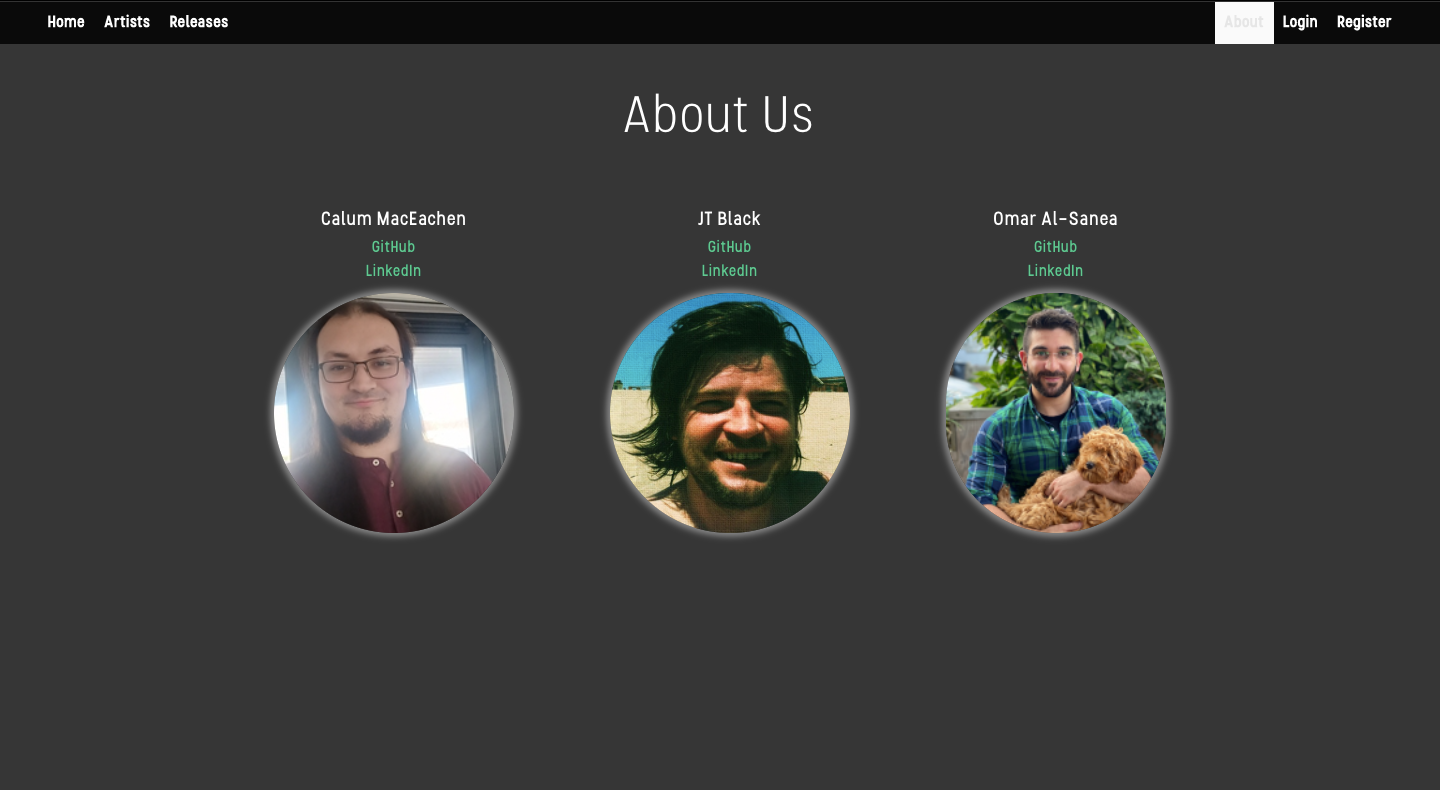 Home Artists Releases About Login Register
About Us
Calum MacEachen JT Black Omar Al-Sanea
GitHub GitHub GitHub
LinkedIn LinkedIn LinkedIn